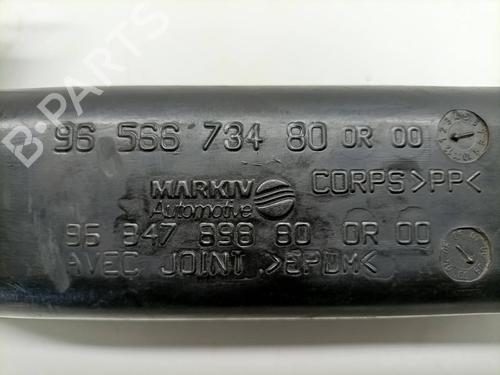 B-PARTS
96 566 734 80 OR 00
CORPS >PP<
MARKIV
Automotive
96 847 898 80 OR 00
AVEC JOINT >EPDM<